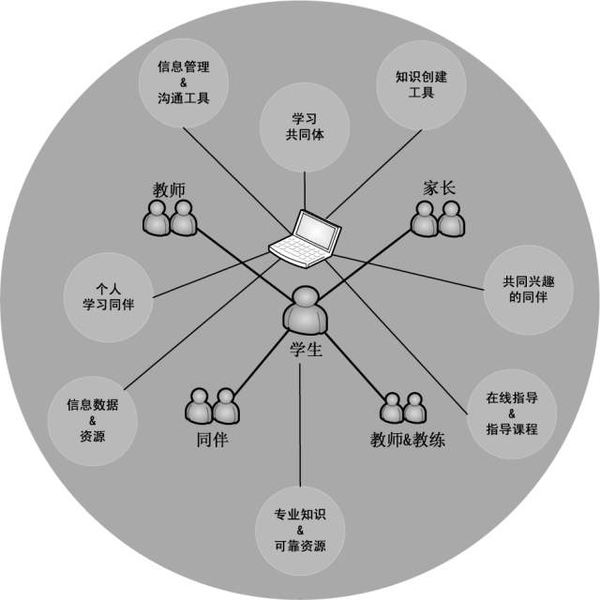 信息管理
&
沟通工具
知识创建
工具
学习
共同体
教师
家长
个人
学习同伴
共同兴趣
的同伴
学生
信息数据
&
资源
在线指导
&
指导课程
同伴
教师&教练
专业知识
&
可靠资源